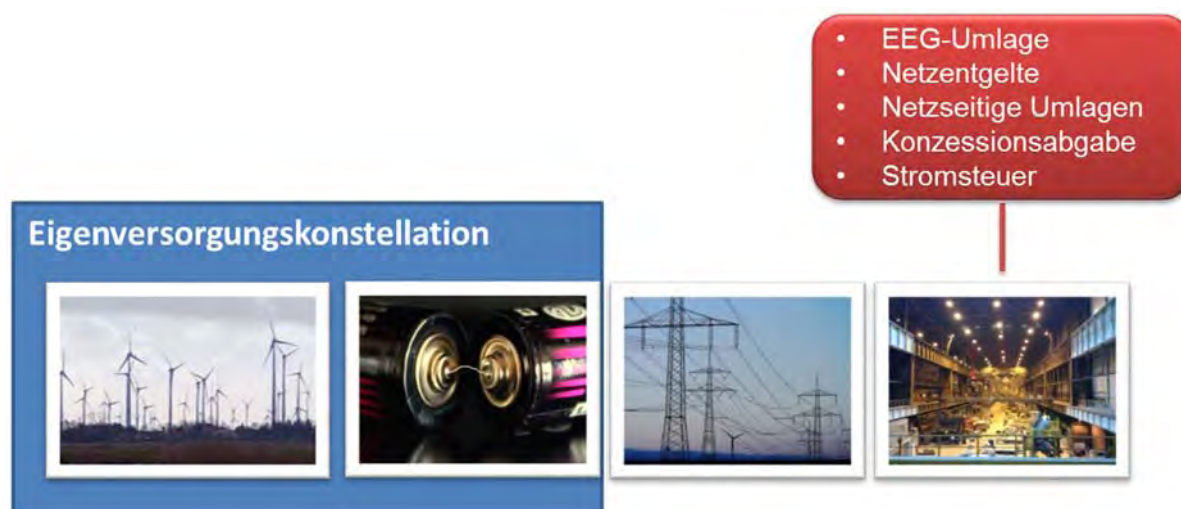 • EEG-Umlage
• Netzentgelte
• Netzseitige Umlagen
• Konzessionsabgabe
• Stromsteuer
Eigenversorgungskonstellation